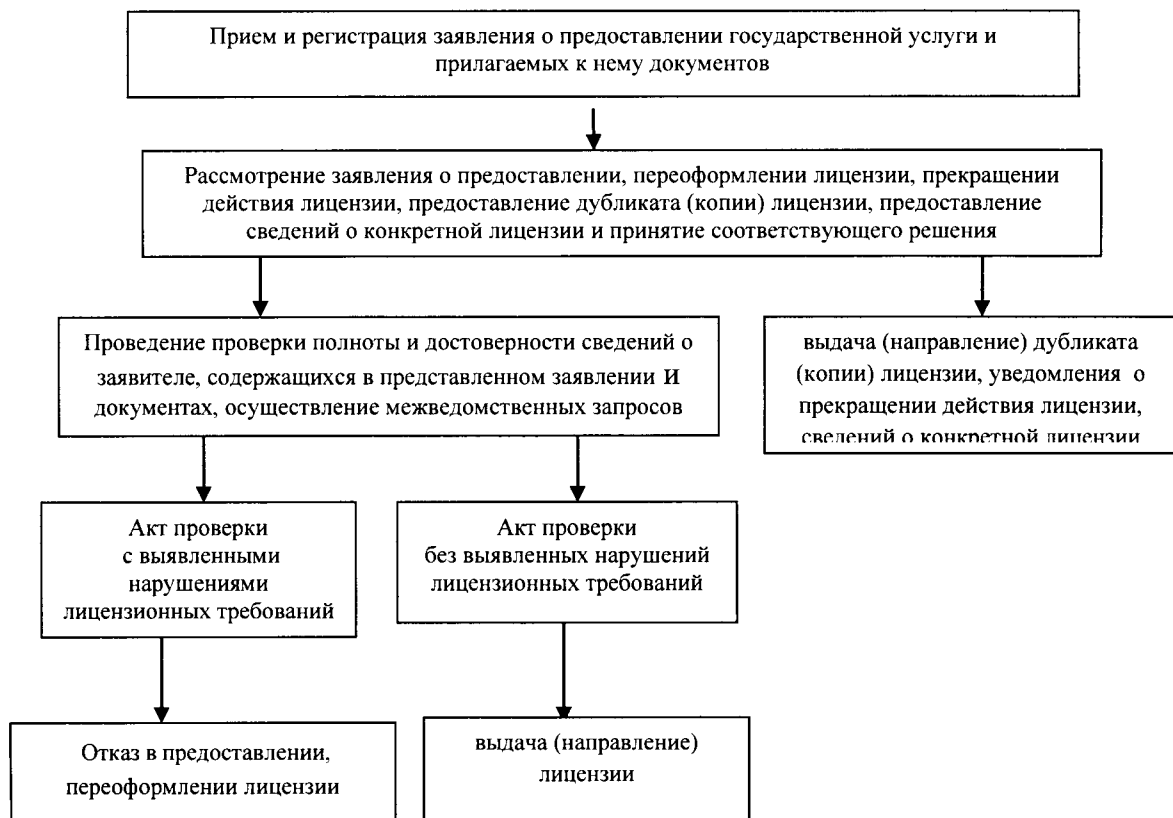 Прием и регистрация заявления о предоставлении государственной услуги и
прилагаемых к нему документов
Рассмотрение заявления о предоставлении, переоформлении лицензии, прекращении
действия лицензии, предоставление дубликата (копии) лицензии, предоставление
сведений о конкретной лицензии и принятие соответствующего решения
Проведение проверки полноты и достоверности сведений о
заявителе, содержащихся в представленном заявлении и
документах, осуществление межведомственных запросов
выдача (направление) дубликата
(копии) лицензии, уведомления о
прекращении действия лицензии,
сведений о конкретной лицензии
Акт проверки
с выявленными
нарушениями
лицензионных требований
Акт проверки
без выявленных нарушений
лицензионных требований
Отказ в предоставлении,
переоформлении лицензии
выдача (направление)
лицензии